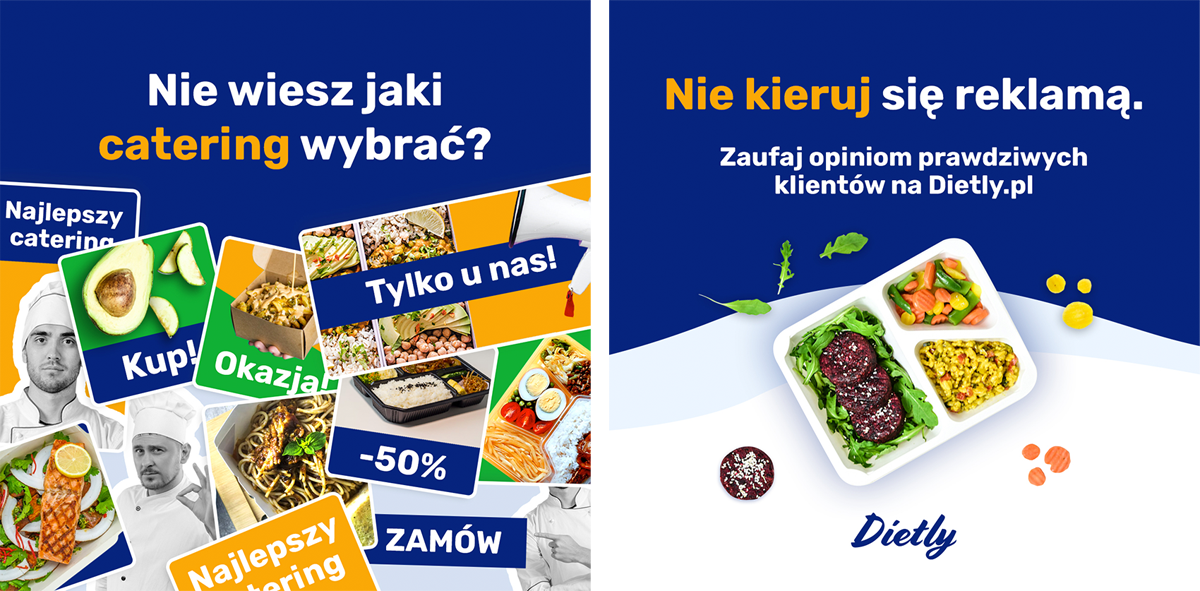 Nie wiesz jaki
catering wybrać?
Najlepszy
catering
Kup!
Okazja!
Tylko u nas!
-50%
ZAMÓW
Najlepszy
catering
Nie kieruj się reklamą.
Zaufaj opiniom prawdziwych
klientów na Dietly.pl
Dietly